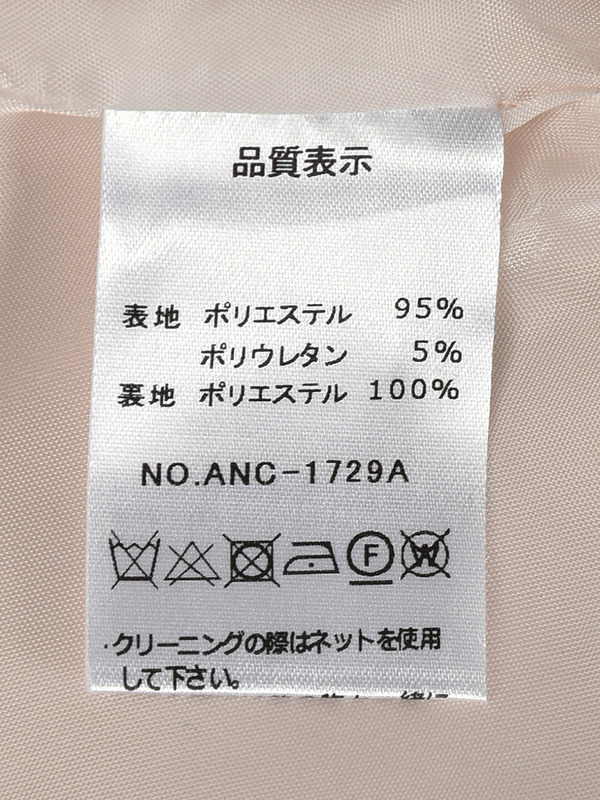 品質表示
表地 ポリエステル 95%
ポリウレタン 5%
裏地 ポリエステル 100%
NO.ANC-1729A
F W
・クリーニングの際はネットを使用
して下さい。